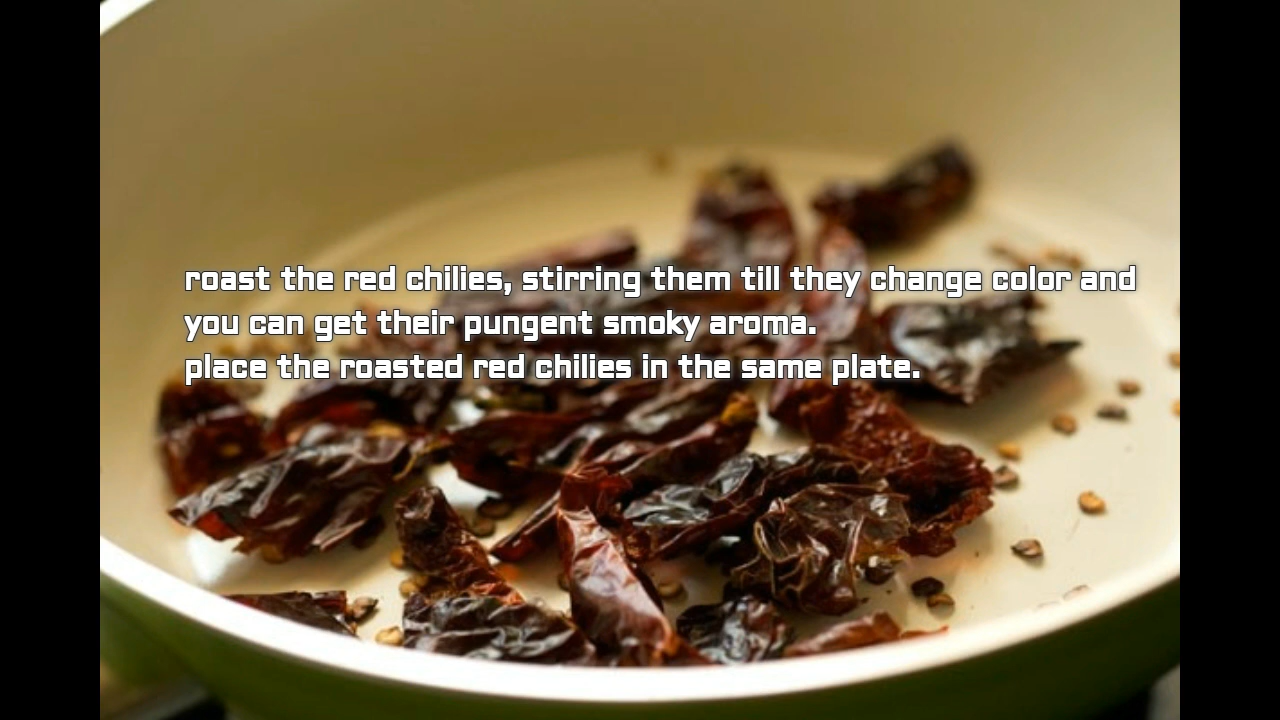 roast the red chilies, stirring them till they change color and
you can get their pungent smoky aroma.
place the roasted red chilies in the same plate.